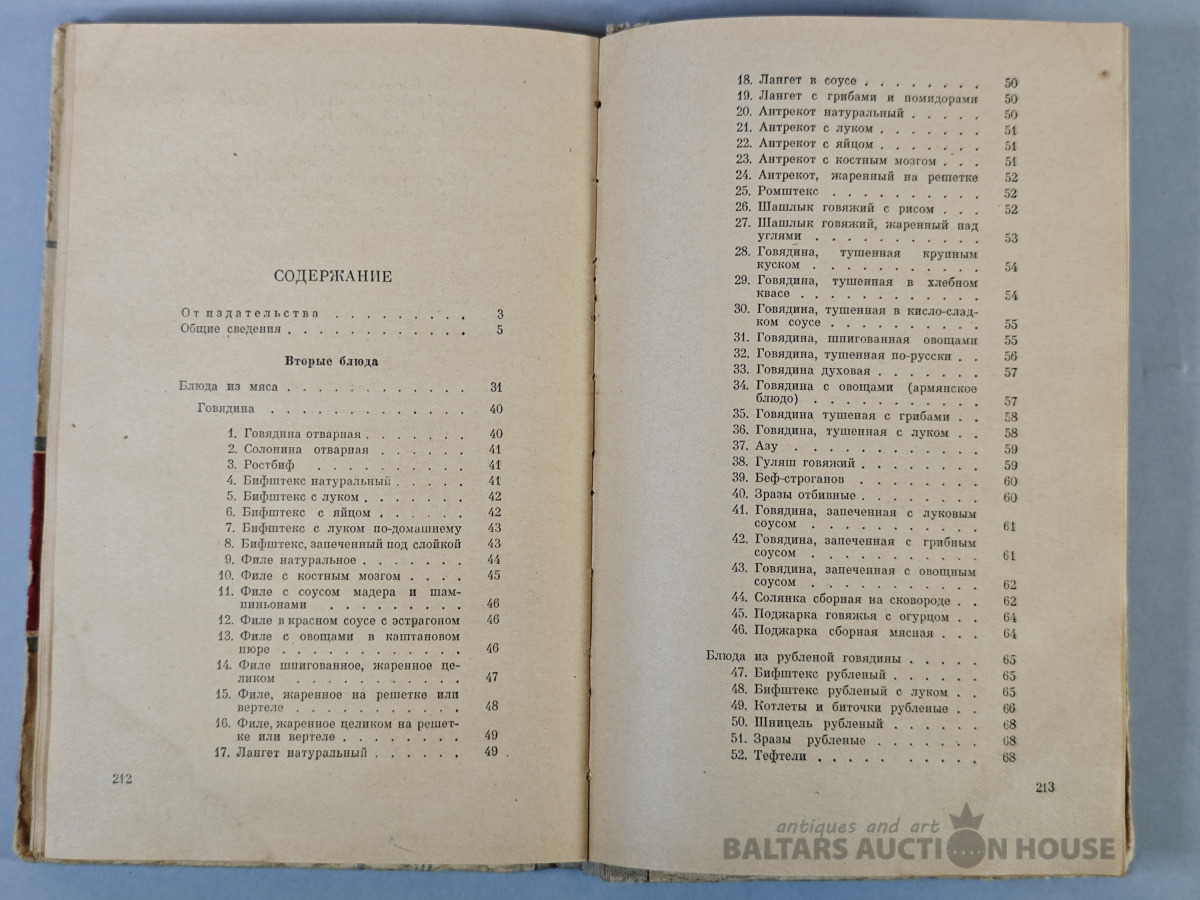 СОДЕРЖАНИЕ
От издательства . . . . . . . . . 3
Общие сведения . . . . . . . . . . . . 5
Вторые блюда
Блюда из мяса . . . . . . . . . . . . 31
Говядина . . . . . . . . . . . . . 40
1. Говядина отварная . . . . . . . 40
2. Солонина отварная . . . . . . 41
3. Ростбиф . . . . . . . . . . 41
4. Бифштекс натуральный . . . . . 41
5. Бифштекс с луком . . . . . . . 42
6. Бифштекс с яйцом . . . . . . 42
7. Бифштекс с луком по-домашнему 43
8. Бифштекс, запеченный под слойкой 43
9. Филе натуральное . . . . . . . 44
10. Филе с костным мозгом . . . . 45
11. Филе с соусом мадера и шам-
пиньонами . . . . . . . . . 46
12. Филе в красном соусе с эстрагоном 46
13. Филе с овощами в каштановом
пюре . . . . . . . . . . . . 46
14. Филе шпигованное, жаренное це-
ликом . . . . . . . . . . . 47
15. Филе, жаренное на решетке или
вертеле . . . . . . . . . . . 48
16. Филе, жаренное целиком на решет-
ке или вертеле . . . . . . . . 49
17. Лангет натуральный . . . . . . 49
212
18. Лангет в соусе . . . . . . . . 50
19. Лангет с грибами и помидорами 50
20. Антрекот натуральный . . . . . 50
21. Антрекот с луком . . . . . . . 51
22. Антрекот с яйцом . . . . . . . 51
23. Антрекот с костным мозгом . . . 51
24. Антрекот, жаренный на решетке 52
25. Ромштекс . . . . . . . . . . 52
26. Шашлык говяжий с рисом . . . 52
27. Шашлык говяжий, жаренный над
углями . . . . . . . . . . . 53
28. Говядина, тушенная крупным
куском . . . . . . . . . . . 54
29. Говядина, тушенная в хлебном
квасе . . . . . . . . . . . . 54
30. Говядина, тушенная в кисло-слад-
ком соусе . . . . . . . . . . 55
31. Говядина, шпигованная овощами 55
32. Говядина, тушенная по-русски . . 56
33. Говядина духовая . . . . . . . 57
34. Говядина с овощами (армянское
блюдо) . . . . . . . . . . . 57
35. Говядина тушеная с грибами . . 58
36. Говядина, тушенная с луком . . 58
37. Азу . . . . . . . . . . . . 59
38. Гуляш говяжий . . . . . . . . 59
39. Беф-строганов . . . . . . . . 60
40. Зразы отбивные . . . . . . . . 60
41. Говядина, запеченная с луковым
соусом . . . . . . . . . . . 61
42. Говядина, запеченная с грибным
соусом . . . . . . . . . . . 61
43. Говядина, запеченная с овощным
соусом . . . . . . . . . . . 62
44. Солянка сборная на сковороде . . 62
45. Поджарка говяжья с огурцом . . 64
46. Поджарка сборная мясная . . . 64
Блюда из рубленой говядины . . . . . 65
47. Бифштекс рубленый . . . . . 65
48. Бифштекс рубленый с луком . . 65
49. Котлеты и биточки рубленые . . 66
50. Шницель рубленый . . . . . . 68
51. Зразы рубленые . . . . . . . 68
52. Тефтели . . . . . . . . . . 68
213
antiques and art
BALTARS AUCTION HOUSE